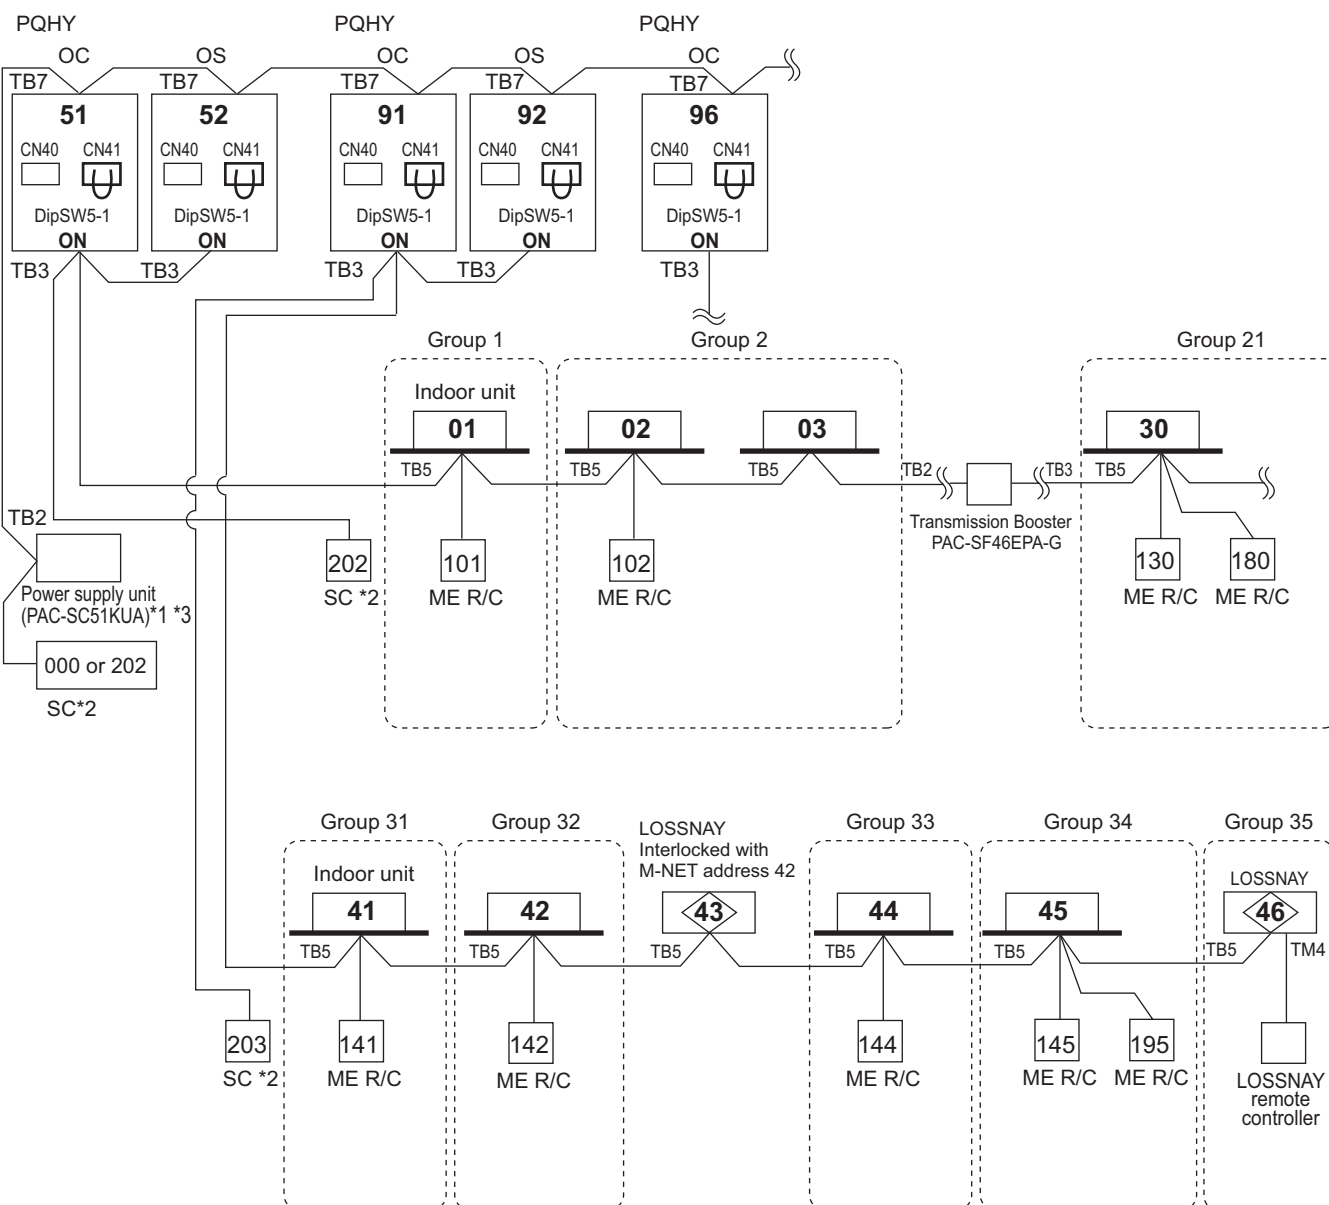 PQHY PQHY PQHY
OC OS OC OS OC
TB7 TB7 TB7 TB7 TB7
51 52 91 92 96
CN40 CN41 CN40 CN41 CN40 CN41 CN40 CN41 CN40 CN41
DipSW5-1 DipSW5-1 DipSW5-1 DipSW5-1 DipSW5-1
ON ON ON ON ON
TB3 TB3 TB3 TB3 TB3
Group 1 Group 2 Group 21
Indoor unit
01 02 03 30
TB5 TB5 TB5 TB2 TB3 TB5
TB2
Transmission Booster
PAC-SF46EPA-G
202 101 102 130 180
SC *2 ME R/C ME R/C ME R/C ME R/C
Power supply unit
(PAC-SC51KUA)*1 *3
000 or 202
SC*2
Group 31 Group 32 LOSSNAY Group 33 Group 34 Group 35
Interlocked with
M-NET address 42
Indoor unit LOSSNAY
41 42 43 44 45 46
TB5 TB5 TB5 TB5 TB5 TB5 TM4
203 141 142 144 145 195
SC *2 ME R/C ME R/C ME R/C ME R/C ME R/C
LOSSNAY
remote
controller